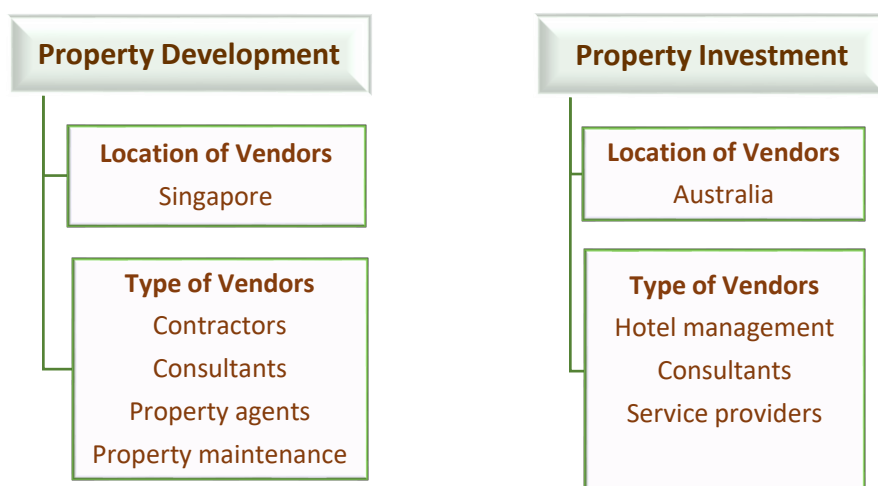 Property Development
Location of Vendors
Singapore
Type of Vendors
Contractors
Consultants
Property agents
Property maintenance
Property Investment
Location of Vendors
Australia
Type of Vendors
Hotel management
Consultants
Service providers